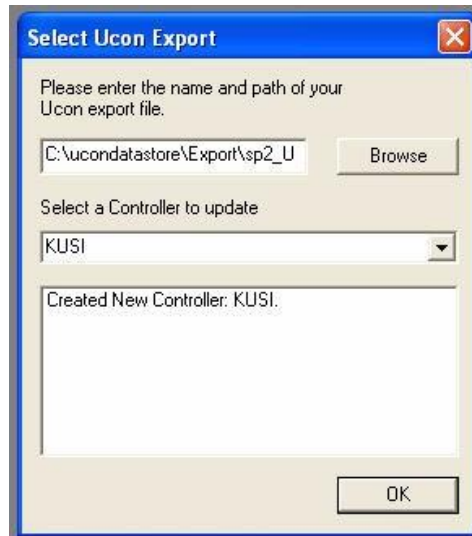 Select Ucon Export
Please enter the name and path of your
Ucon export file.
C:\ucondatastore\Export\sp2_U
Browse
Select a Controller to update
KUSI
Created New Controller: KUSI.
OK